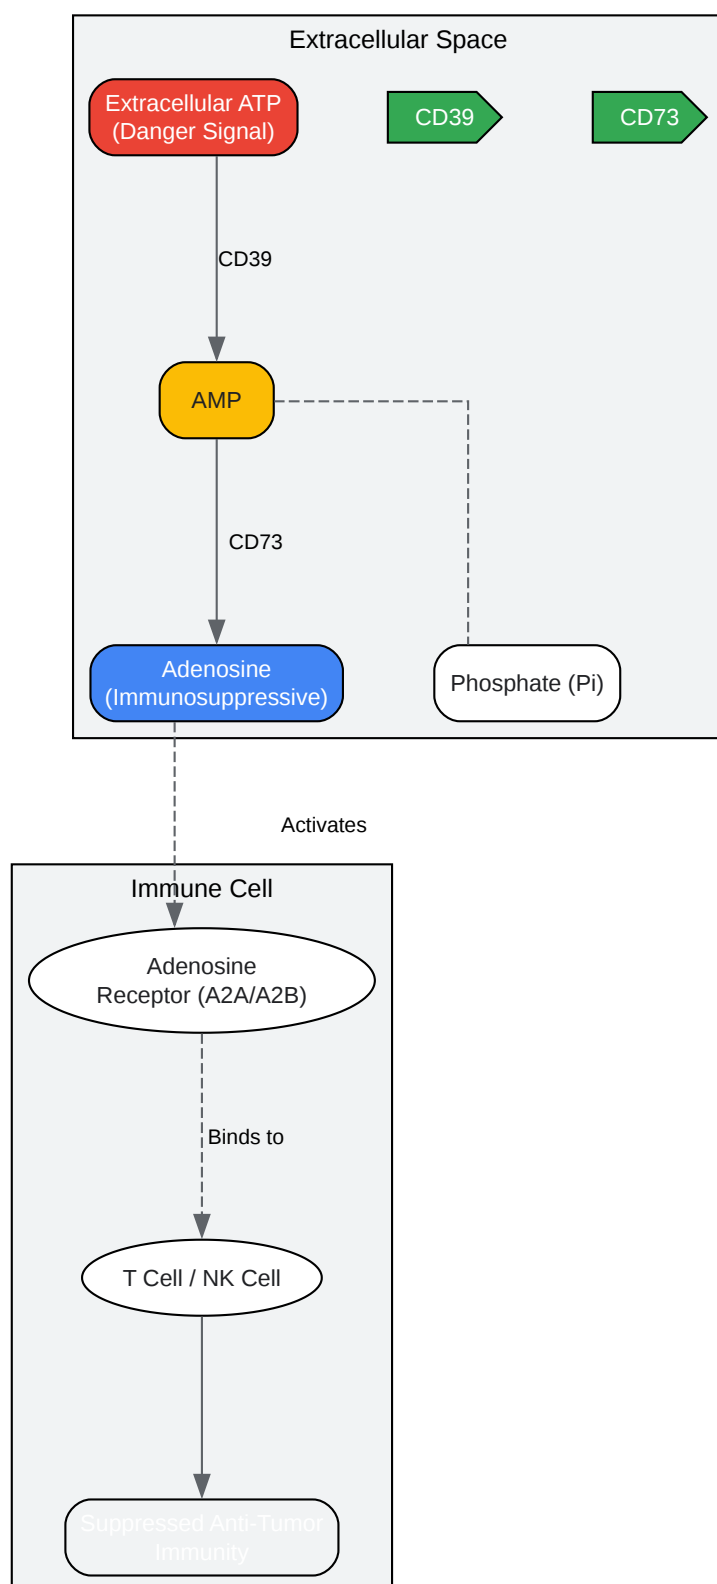 Extracellular Space
Extracellular ATP
(Danger Signal)
CD39
CD73
CD39
AMP
CD73
Adenosine
(Immunosuppressive)
Phosphate (Pi)
Activates
Immune Cell
Adenosine
Receptor (A2A/A2B)
Binds to
T Cell / NK Cell
Suppressed Anti-Tumor
Immunity